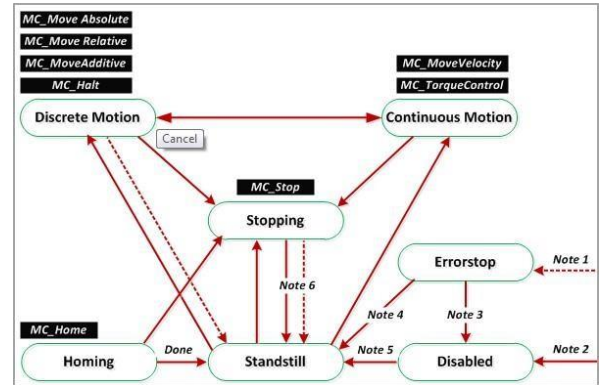 MC_Move Absolute
MC_Move Relative
MC_MoveAdditive
MC_Halt
MC_MoveVelocity
MC_TorqueControl
Discrete Motion
Continuous Motion
Cancel
MC_Stop
Stopping
Errorstop
Note 1
Note 6
Note 4
Note 3
MC_Home
Done
Note 5
Note 2
Homing
Standstill
Disabled